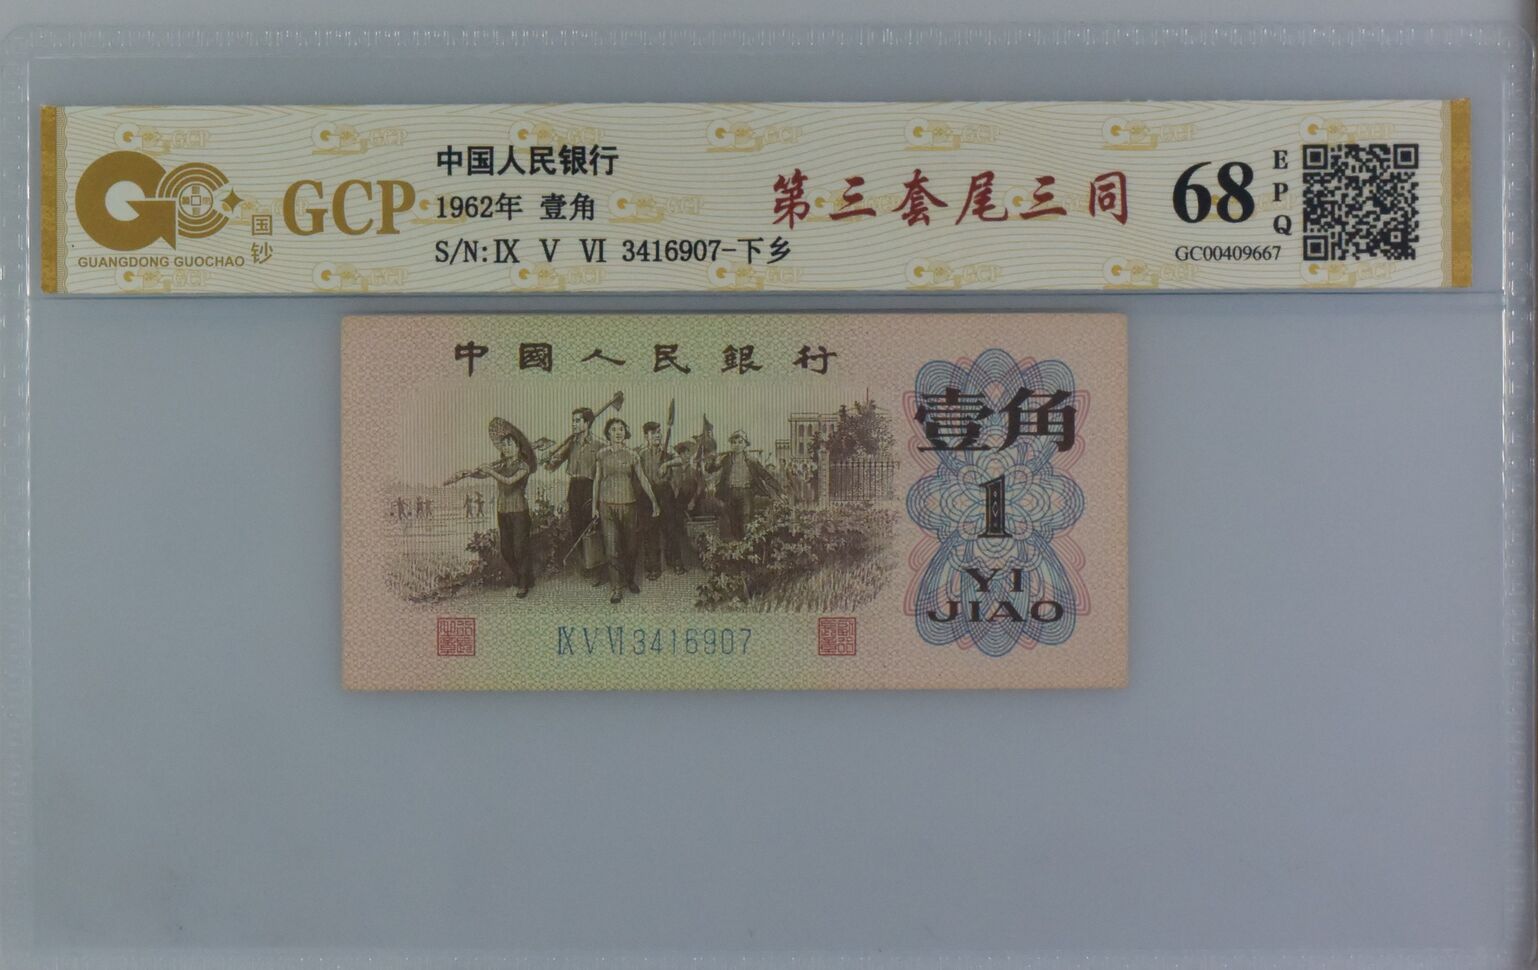 中国人民银行
1962年 壹角
S/N:Ⅸ Ⅴ Ⅵ 3416907-下乡
GCP
国钞
GUANGDONG GUOCHAO
第三套尾三同
68
EPQ
GC00409667
中國人民銀行
壹角
1
YI
JIAO
ⅨⅤⅥ3416907